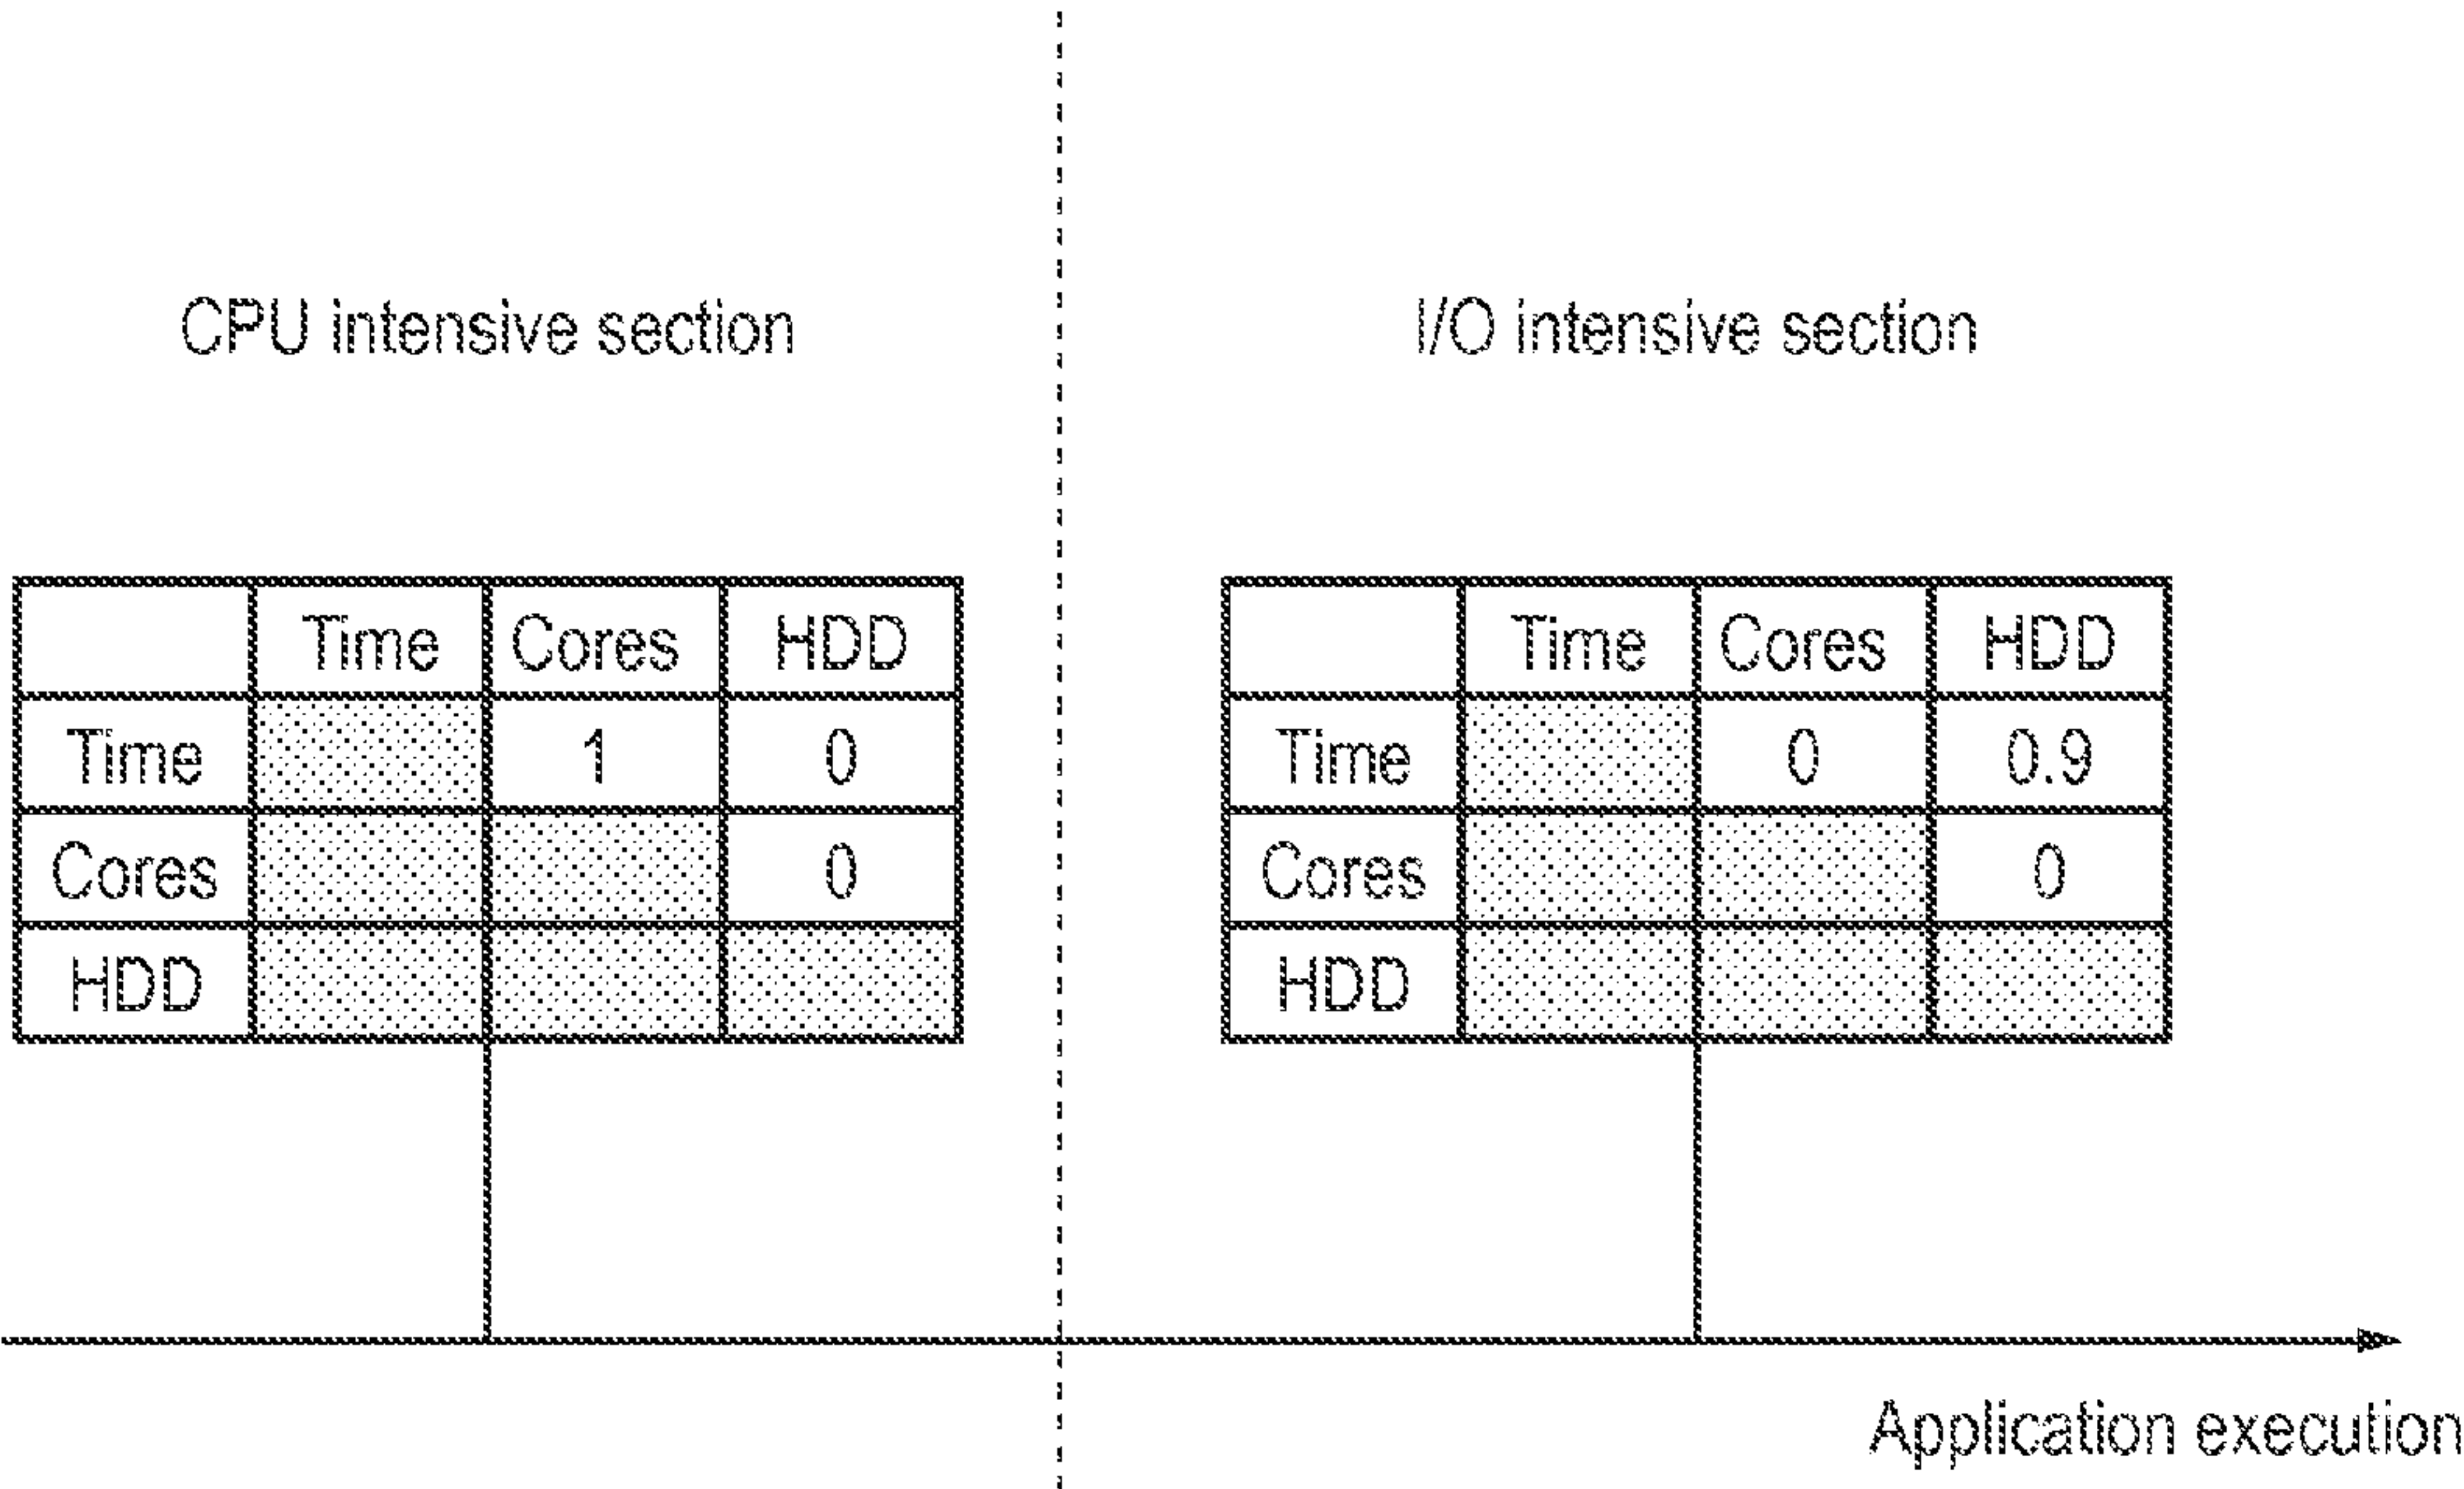 CPU intensive section
I/O intensive section
Time Cores HDD
Time 1 0
Cores 0
HDD
Time Cores HDD
Time 0 0.9
Cores 0
HDD
Application execution